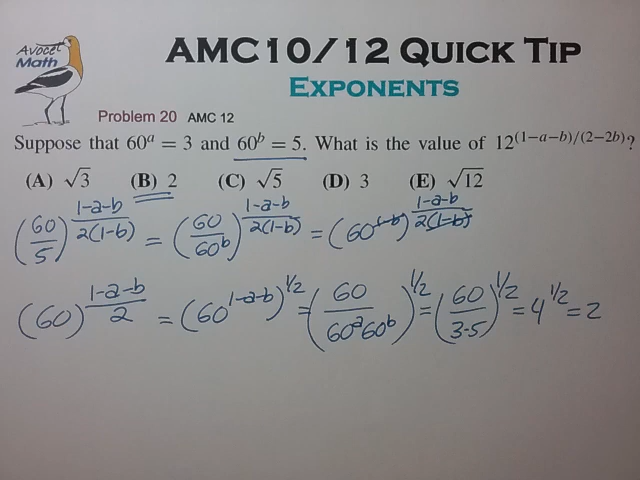 Avocet
Math
AMC10/12 QUICK TIP
EXPONENTS
Problem 20 AMC 12
Suppose that 60^a = 3 and 60^b = 5. What is the value of 12^(1−a−b)/(2−2b)?
(A) √3 (B) 2 (C) √5 (D) 3 (E) √12
(60/5)^((1-a-b)/(2(1-b))) = (60/60^b)^((1-a-b)/(2(1-b))) = (60^(1-b))^((1-a-b)/(2(1-b)))
(60)^((1-a-b)/2) = (60^(1-a-b))^(1/2) = (60/(60^a 60^b))^(1/2) = (60/(3·5))^(1/2) = 4^(1/2) = 2